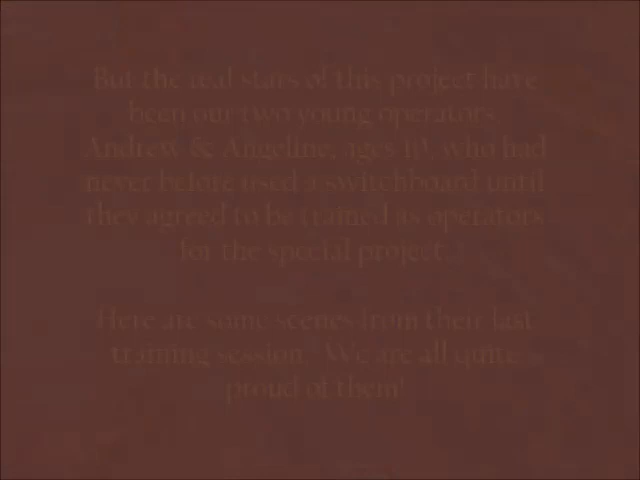 But the real stars of this project have
been our two young operators
Andrew & Angeline, ages 10, who had
never before used a switchboard until
they agreed to be trained as operators
for the special project.
Here are some scenes from their last
training session. We are all quite
proud of them!